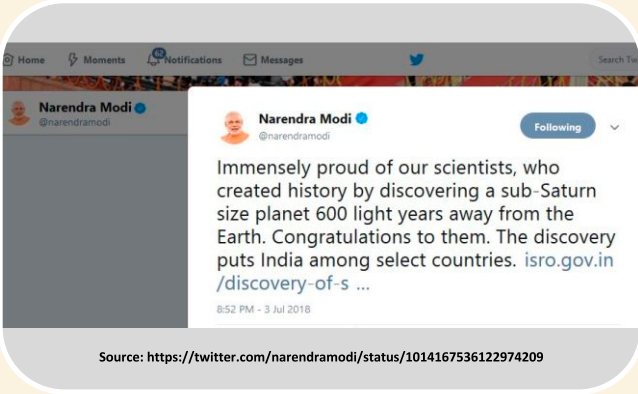 Home Moments 62 Notifications Messages Search Tw
Narendra Modi
@narendramodi
Narendra Modi
@narendramodi
Following
Immensely proud of our scientists, who
created history by discovering a sub-Saturn
size planet 600 light years away from the
Earth. Congratulations to them. The discovery
puts India among select countries. isro.gov.in
/discovery-of-s ...
8:52 PM - 3 Jul 2018
Source: https://twitter.com/narendramodi/status/1014167536122974209